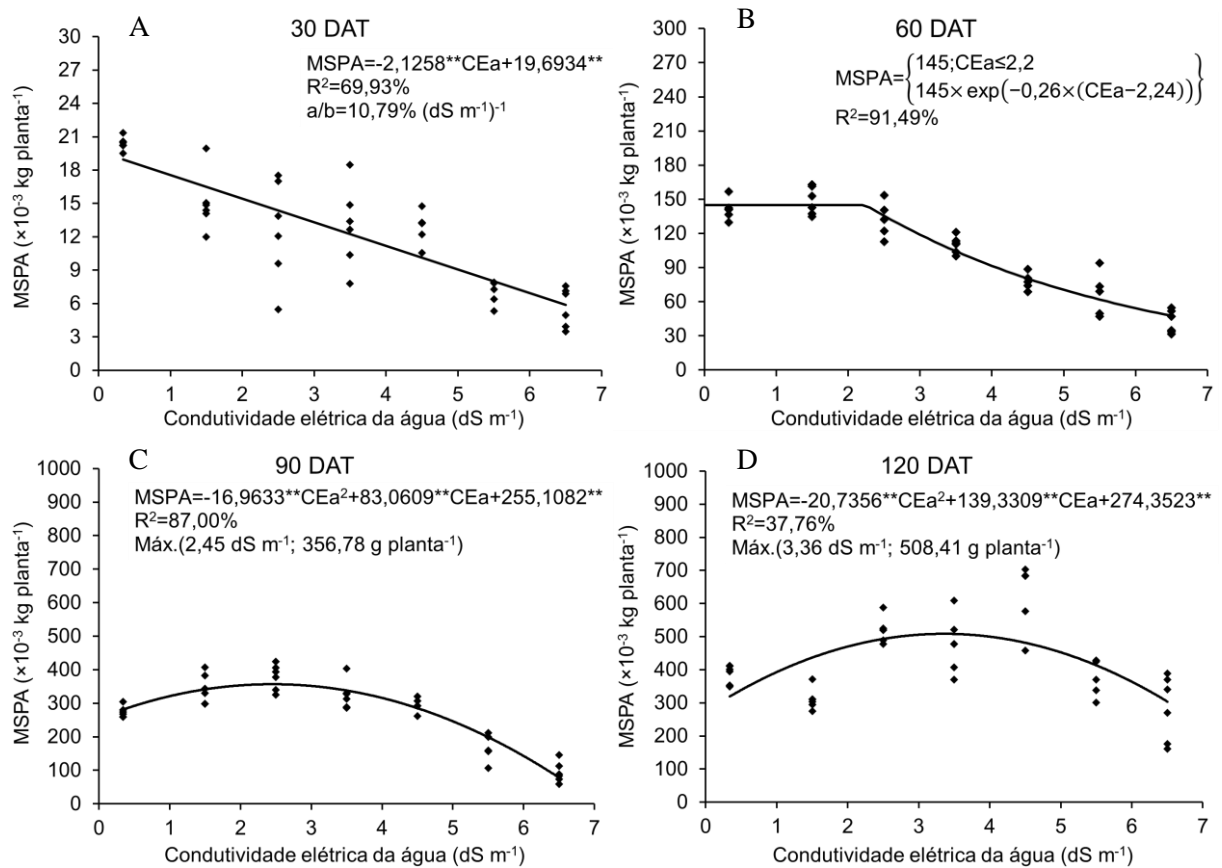 A
30 DAT
MSPA=-2,1258**CEa+19,6934**
R²=69,93%
a/b=10,79% (dS m⁻¹)⁻¹
MSPA (×10⁻³ kg planta⁻¹)
30
27
24
21
18
15
12
9
6
3
0
0 1 2 3 4 5 6 7
Condutividade elétrica da água (dS m⁻¹)
B
60 DAT
MSPA={145;CEa≤2,2
145× exp(−0,26×(CEa−2,24))}
R²=91,49%
MSPA (×10⁻³ kg planta⁻¹)
300
270
240
210
180
150
120
90
60
30
0
0 1 2 3 4 5 6 7
Condutividade elétrica da água (dS m⁻¹)
C
90 DAT
MSPA=-16,9633**CEa²+83,0609**CEa+255,1082**
R²=87,00%
Máx.(2,45 dS m⁻¹; 356,78 g planta⁻¹)
MSPA (×10⁻³ kg planta⁻¹)
1000
900
800
700
600
500
400
300
200
100
0
0 1 2 3 4 5 6 7
Condutividade elétrica da água (dS m⁻¹)
D
120 DAT
MSPA=-20,7356**CEa²+139,3309**CEa+274,3523**
R²=37,76%
Máx.(3,36 dS m⁻¹; 508,41 g planta⁻¹)
MSPA (×10⁻³ kg planta⁻¹)
1000
900
800
700
600
500
400
300
200
100
0
0 1 2 3 4 5 6 7
Condutividade elétrica da água (dS m⁻¹)